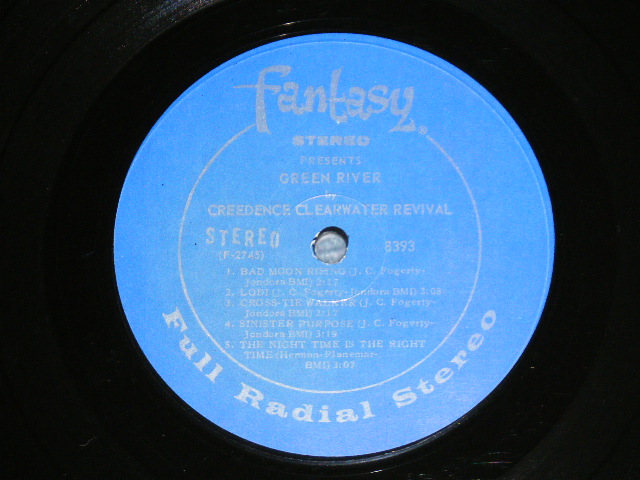 Fantasy
STEREO
PRESENTS
GREEN RIVER
CREEDENCE CLEARWATER REVIVAL
STEREO 8393
(F-2745)
1. BAD MOON RISING (J. C. Fogerty-
Jondora BMI) 2:17
2. LODI (J. C. Fogerty-Jondora BMI) 3:08
3. CROSS-TIE WALKER (J. C. Fogerty-
Jondora BMI) 3:17
4. SINISTER PURPOSE (J. C. Fogerty-
Jondora BMI) 3:19
5. THE NIGHT TIME IS THE RIGHT
TIME (Herman-Flanemar-
BMI) 3:07
Full Radial Stereo